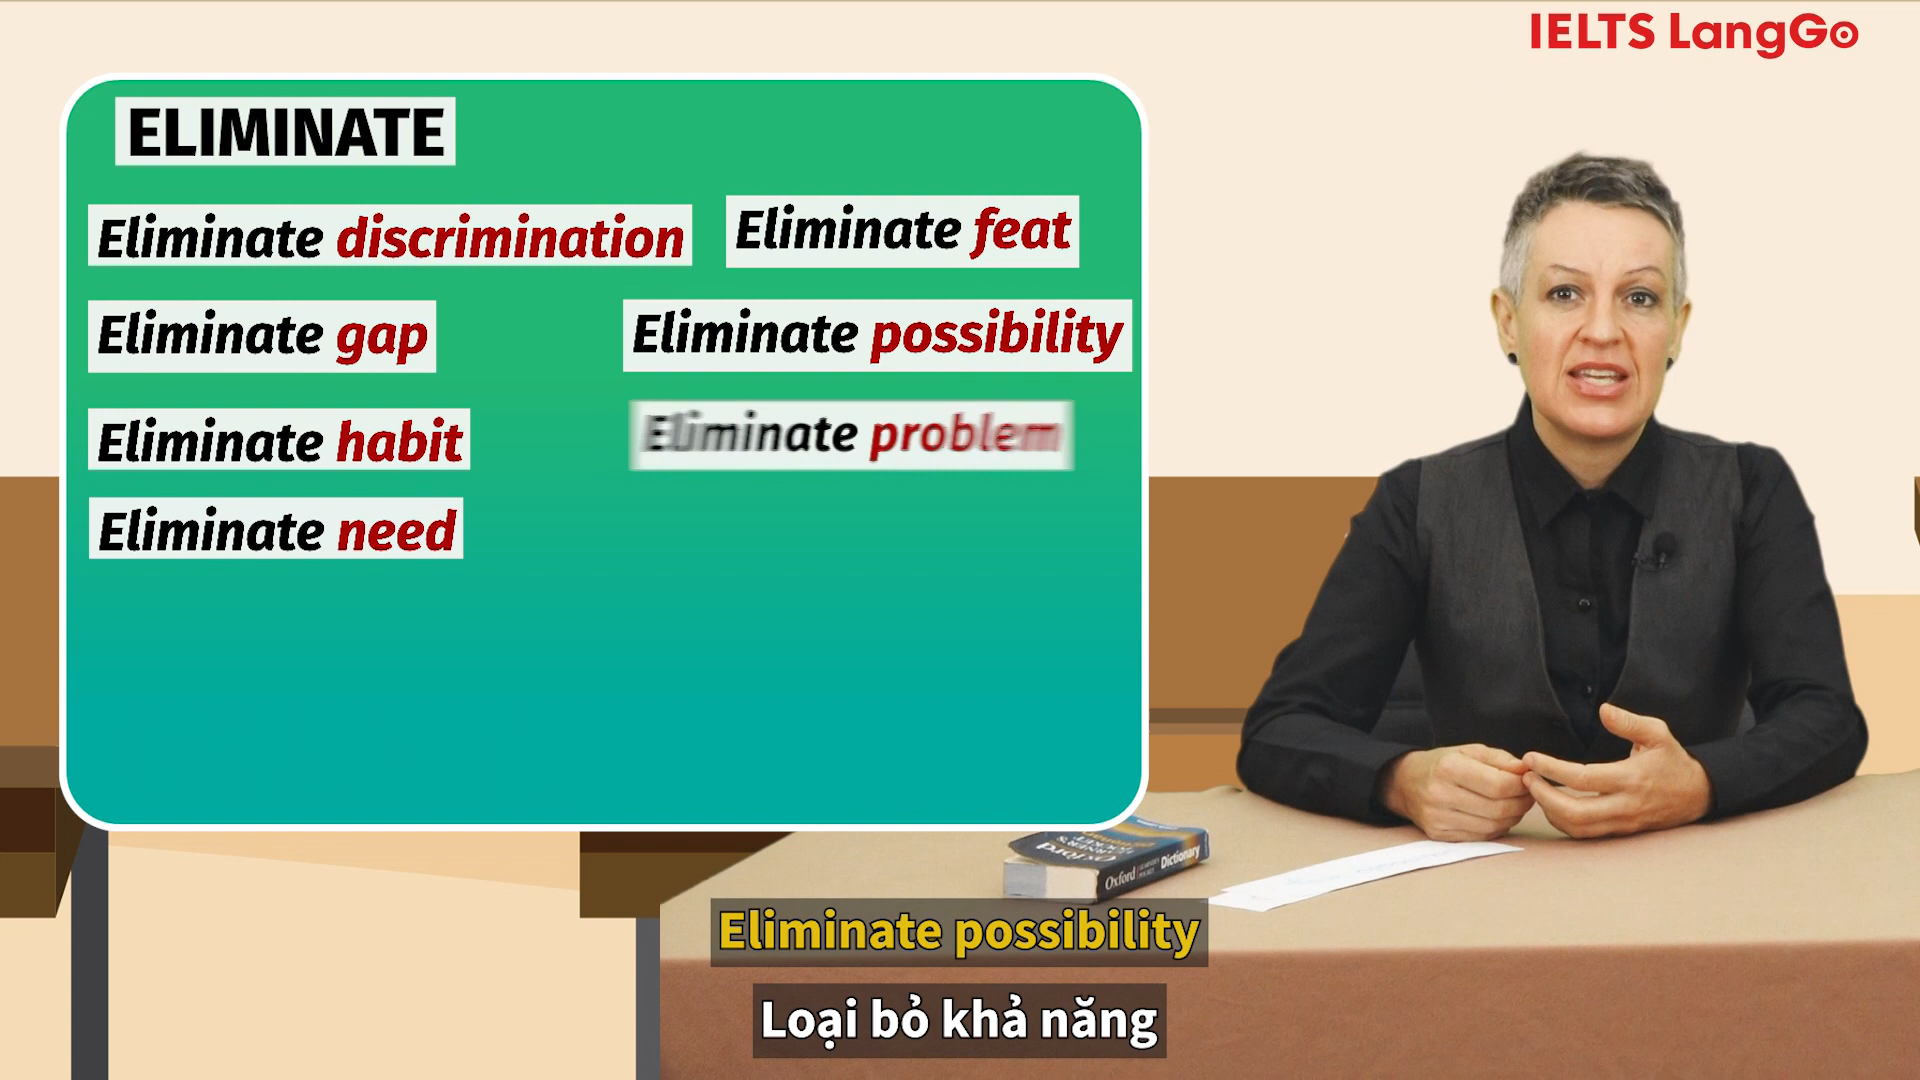 IELTS LangGo
ELIMINATE
Eliminate discrimination
Eliminate feat
Eliminate gap
Eliminate possibility
Eliminate habit
Eliminate problem
Eliminate need
Oxford
Dictionary
Oxford
Eliminate possibility
Loại bỏ khả năng